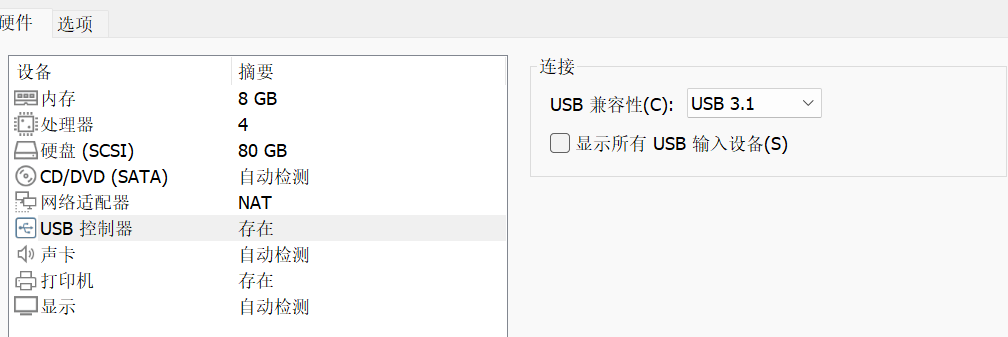 硬件 选项
设备 摘要
内存 8 GB
处理器 4
硬盘 (SCSI) 80 GB
CD/DVD (SATA) 自动检测
网络适配器 NAT
USB 控制器 存在
声卡 自动检测
打印机 存在
显示 自动检测
连接
USB 兼容性(C): USB 3.1
显示所有 USB 输入设备(S)